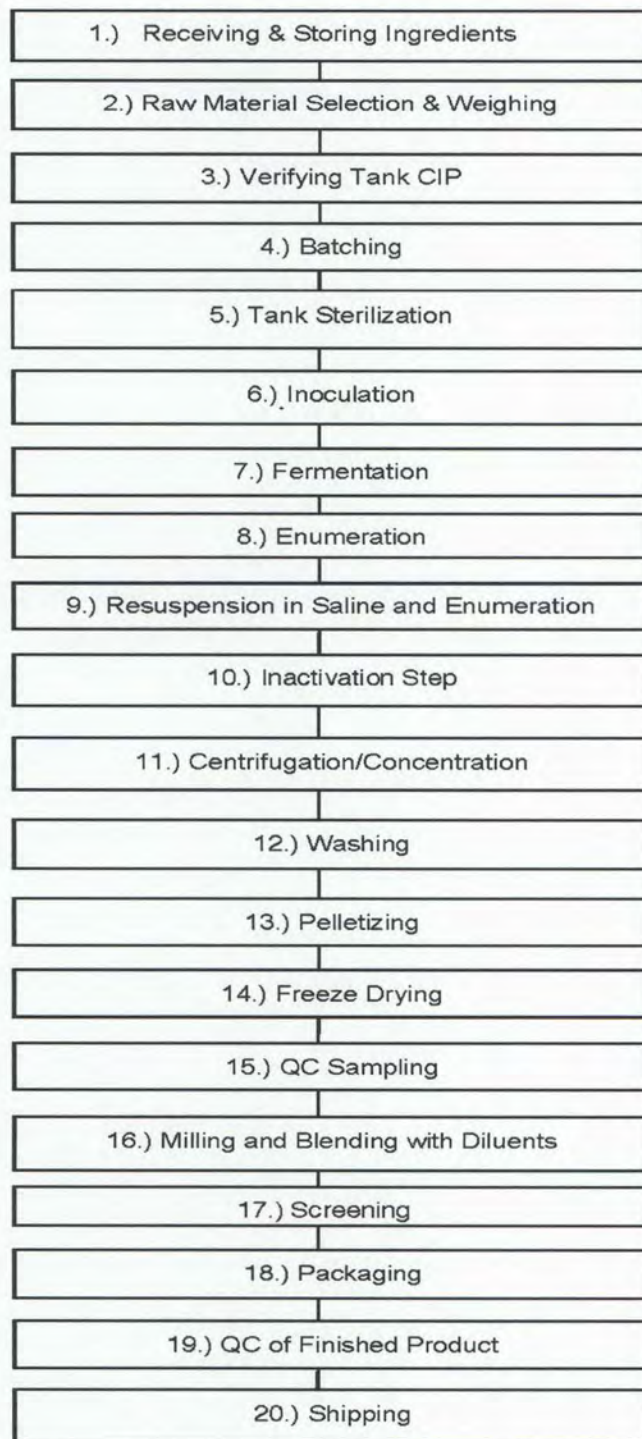 1.) Receiving & Storing Ingredients
2.) Raw Material Selection & Weighing
3.) Verifying Tank CIP
4.) Batching
5.) Tank Sterilization
6.) Inoculation
7.) Fermentation
8.) Enumeration
9.) Resuspension in Saline and Enumeration
10.) Inactivation Step
11.) Centrifugation/Concentration
12.) Washing
13.) Pelletizing
14.) Freeze Drying
15.) QC Sampling
16.) Milling and Blending with Diluents
17.) Screening
18.) Packaging
19.) QC of Finished Product
20.) Shipping